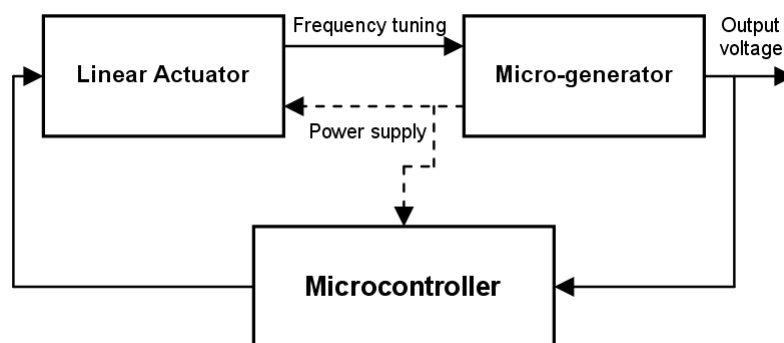 Frequency tuning
Output
voltage
Linear Actuator
Micro-generator
Power supply
Microcontroller